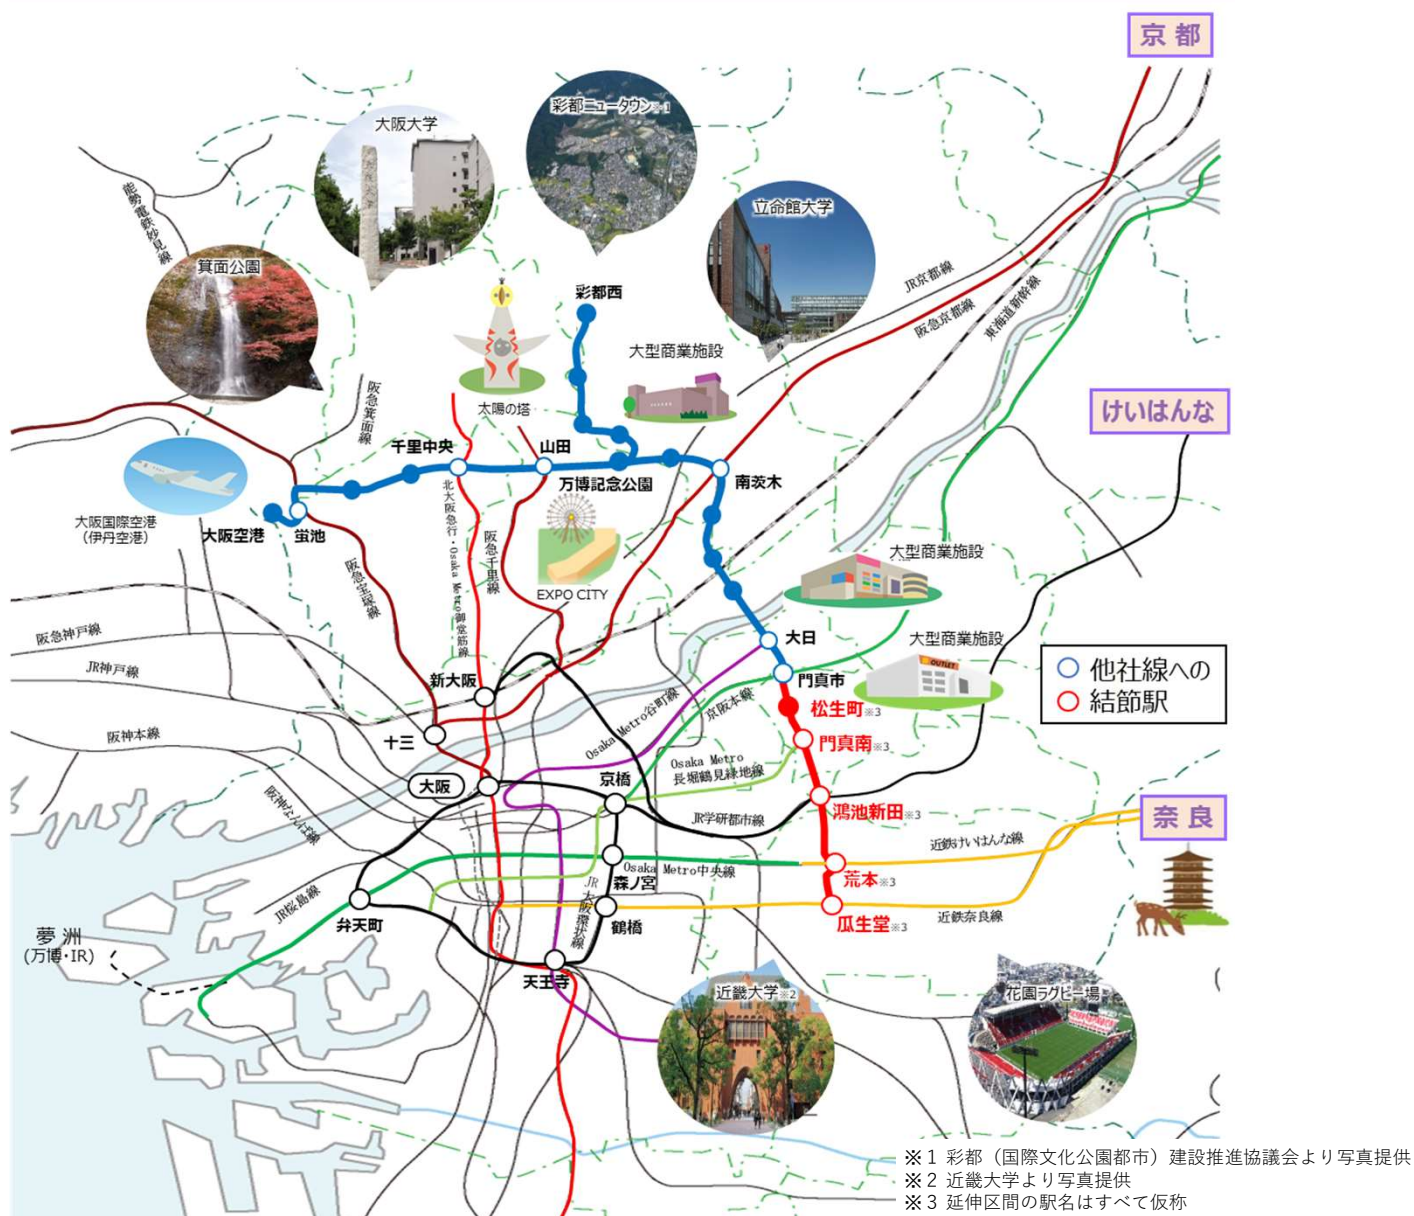 京都
彩都ニュータウン※1
大阪大学
立命館大学
能勢電鉄妙見線
箕面公園
JR京都線
阪急京都線
東海道新幹線
彩都西
大型商業施設
阪急箕面線
太陽の塔
けいはんな
千里中央
山田
万博記念公園
南茨木
大阪国際空港
(伊丹空港)
大阪空港
蛍池
北大阪急行・Osaka Metro御堂筋線
阪急千里線
阪急宝塚線
EXPO CITY
大型商業施設
阪急神戸線
JR神戸線
大日
大型商業施設
OUTLET
他社線への
結節駅
新大阪
門真市
Osaka Metro谷町線
京阪本線
松生町※3
阪神本線
十三
門真南※3
Osaka Metro
長堀鶴見緑地線
大阪
京橋
阪神なんば線
JR学研都市線
鴻池新田※3
奈良
近鉄けいはんな線
Osaka Metro中央線
荒本※3
森ノ宮
JR大阪環状線
JR桜島線
弁天町
鶴橋
瓜生堂※3
近鉄奈良線
夢洲
(万博・IR)
天王寺
近畿大学※2
花園ラグビー場
※1 彩都（国際文化公園都市）建設推進協議会より写真提供
※2 近畿大学より写真提供
※3 延伸区間の駅名はすべて仮称